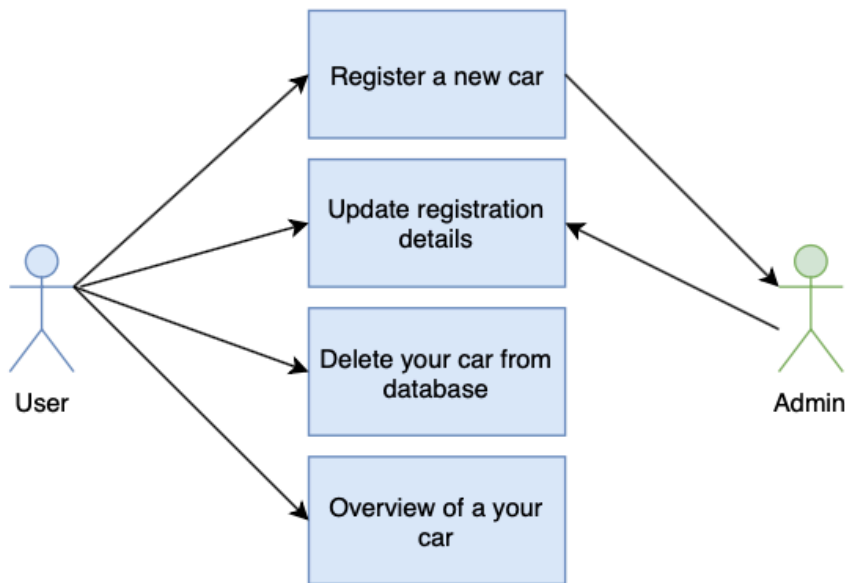 Register a new car
Update registration
details
Delete your car from
database
User
Admin
Overview of a your
car